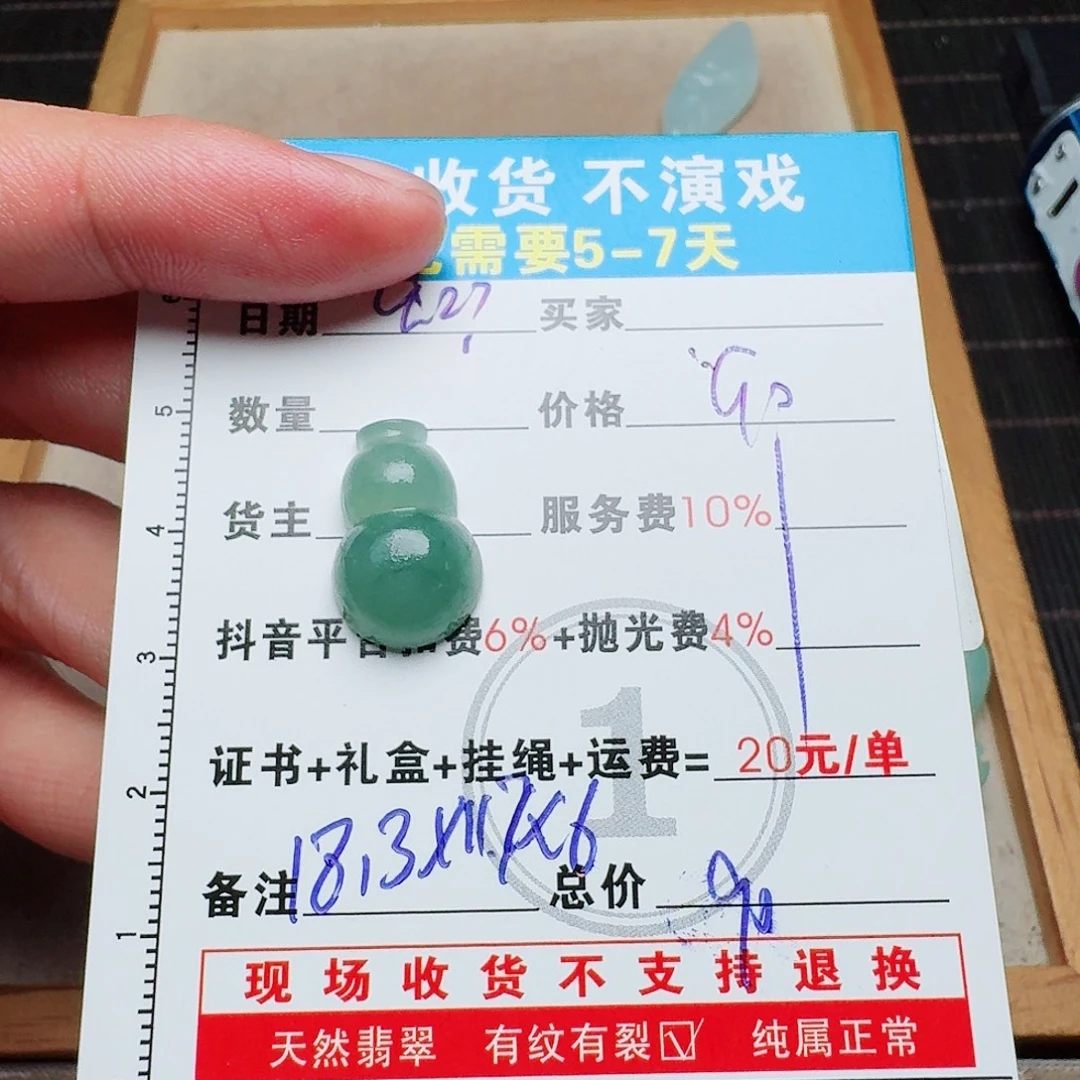 收货 不演戏
需要5-7天
日期 买家
数量 价格
货主 服务费10%
抖音平台扣费6%+抛光费4%
证书+礼盒+挂绳+运费= 20元/单
备注 18,3X11.7X6 总价
现场收货不支持退换
天然翡翠 有纹有裂☑ 纯属正常
5
4
3
2
1
1